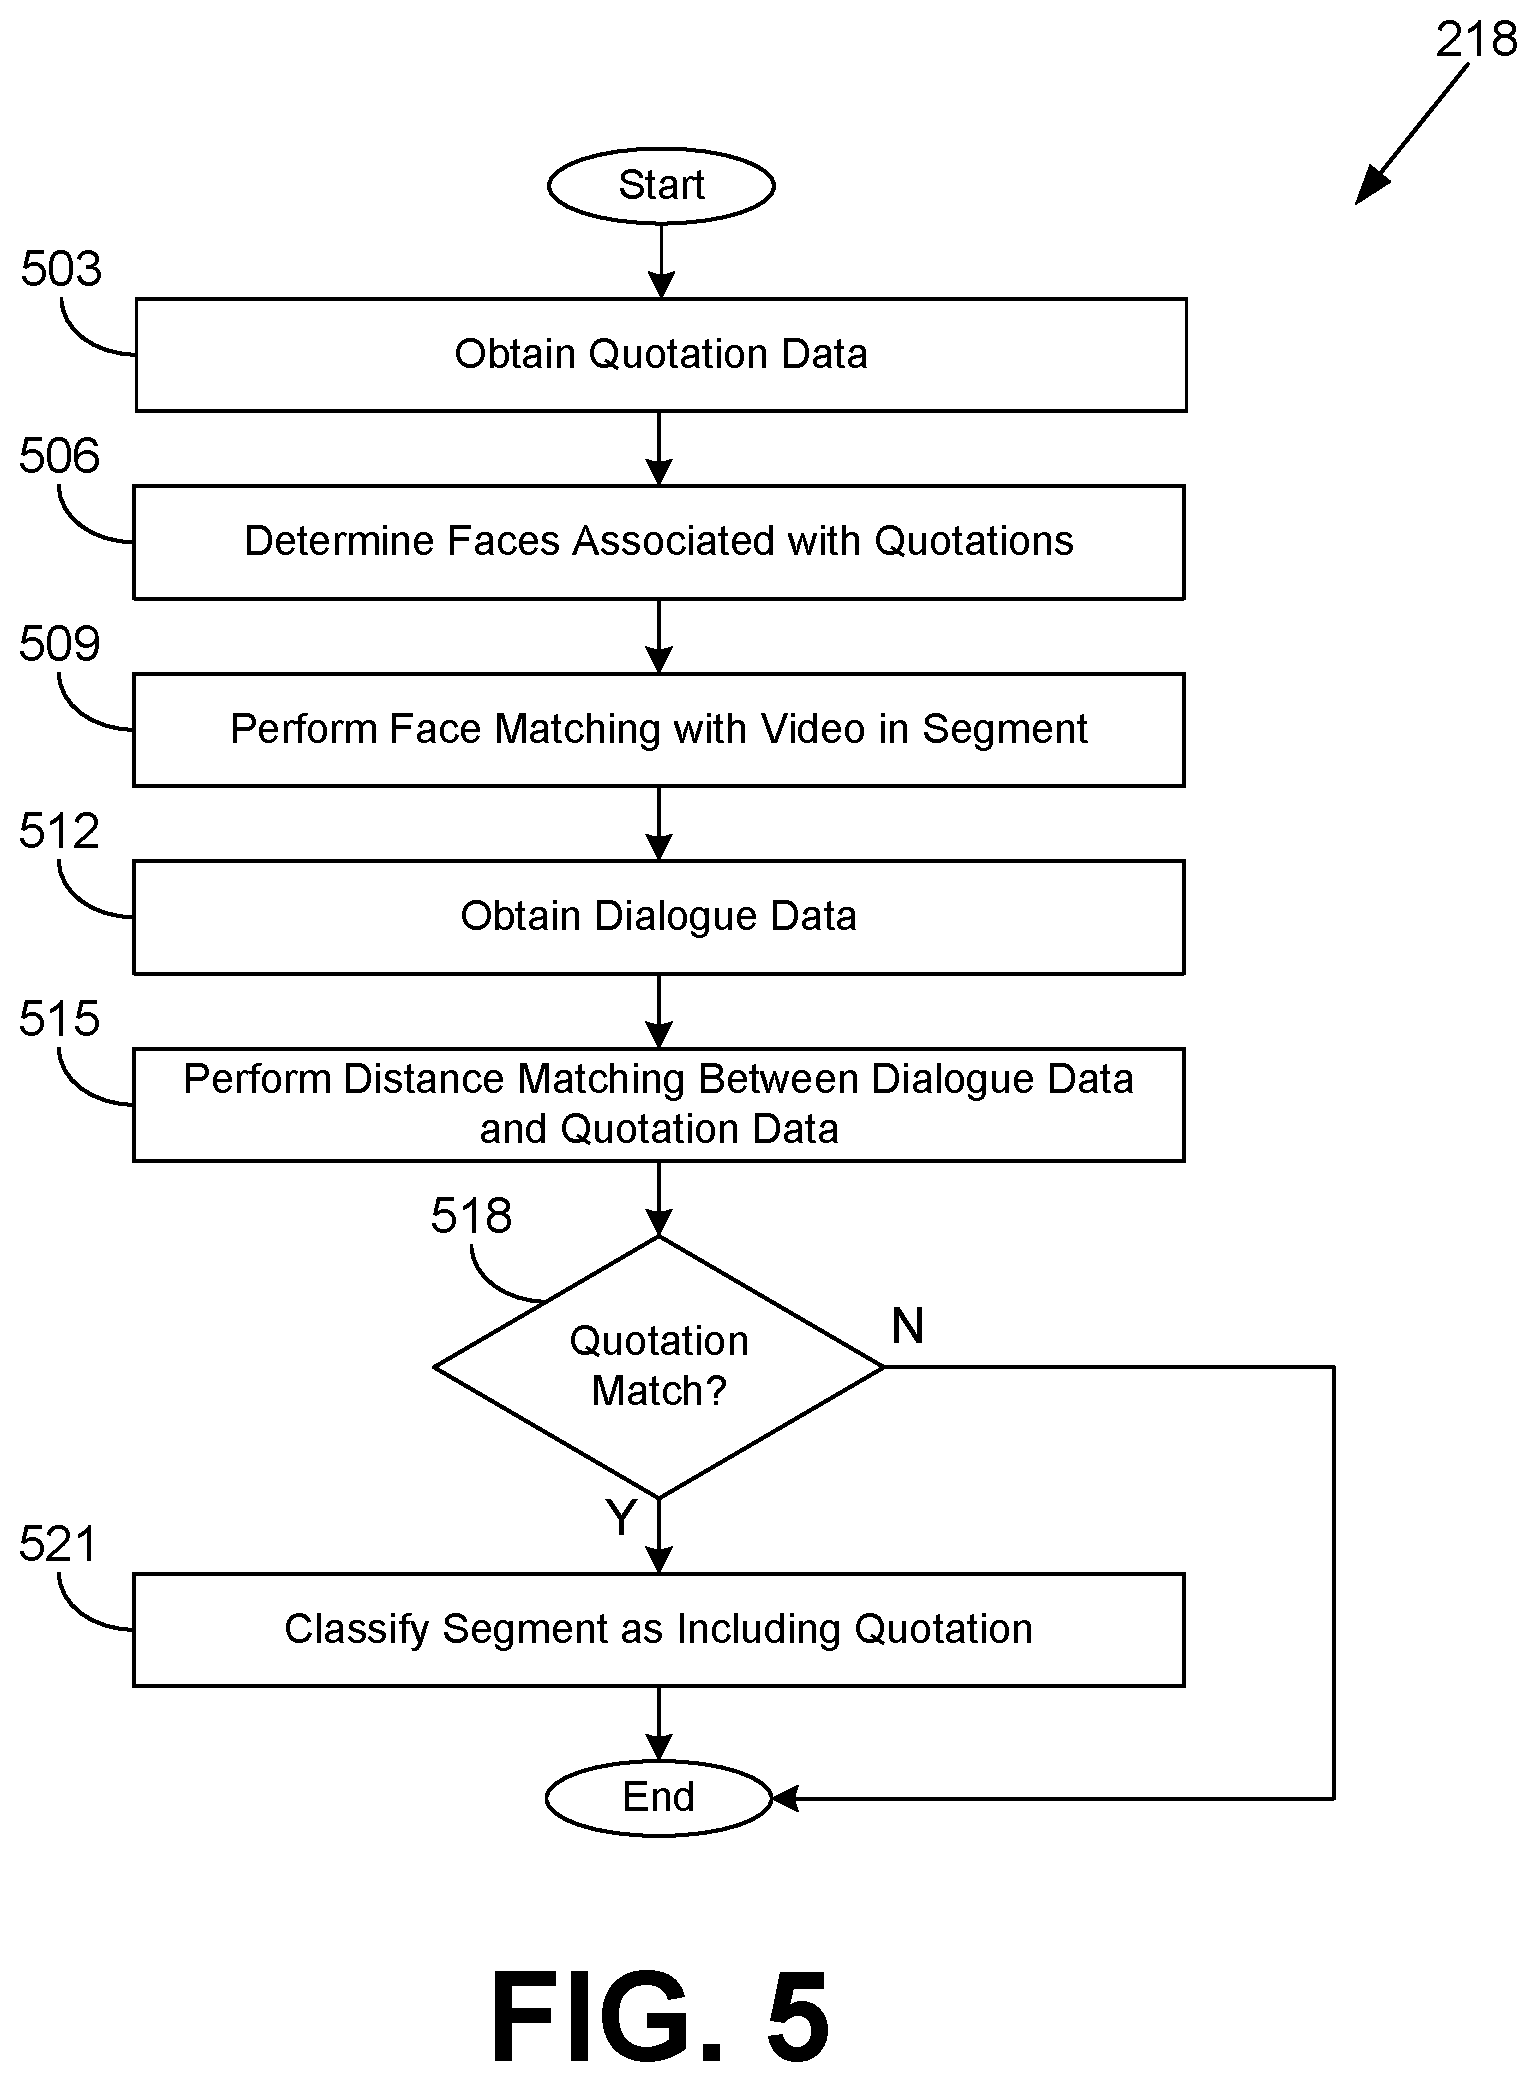 218
Start
503
Obtain Quotation Data
506
Determine Faces Associated with Quotations
509
Perform Face Matching with Video in Segment
512
Obtain Dialogue Data
515
Perform Distance Matching Between Dialogue Data
and Quotation Data
518
Quotation
Match?
N
Y
521
Classify Segment as Including Quotation
End
FIG. 5